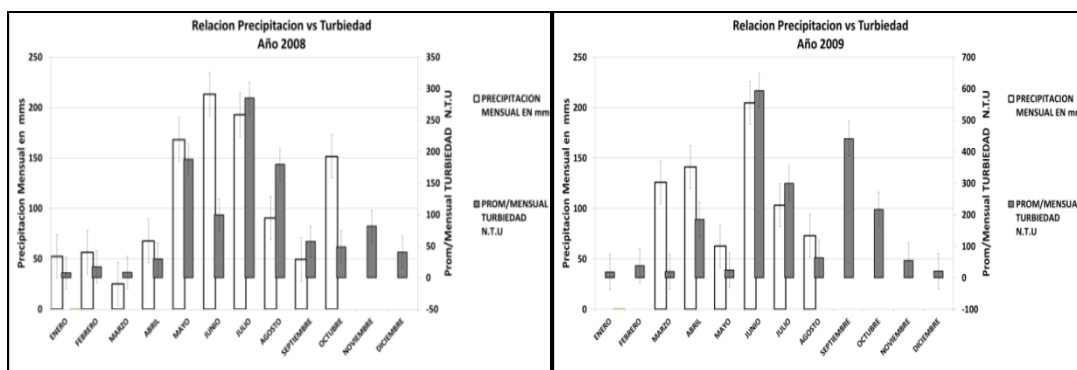 Relacion Precipitacion vs Turbiedad
Año 2008
Precipitacion Mensual en mms
250
200
150
100
50
0
350
300
250
200
150
100
50
0
-50
Prom/Mensual TURBIEDAD N.T.U
PRECIPITACION
MENSUAL EN mm
PROM/MENSUAL
TURBIEDAD
N.T.U
ENERO
FEBRERO
MARZO
ABRIL
MAYO
JUNIO
JULIO
AGOSTO
SEPTIEMBRE
OCTUBRE
NOVIEMBRE
DICIEMBRE
Relacion Precipitacion vs Turbiedad
Año 2009
Precipitacion Mensual en mms
250
200
150
100
50
0
700
600
500
400
300
200
100
0
-100
Prom/Mensual TURBIEDAD N.T.U
PRECIPITACION
MENSUAL EN mm
PROM/MENSUAL
TURBIEDAD
N.T.U
ENERO
FEBRERO
MARZO
ABRIL
MAYO
JUNIO
JULIO
AGOSTO
SEPTIEMBRE
OCTUBRE
NOVIEMBRE
DICIEMBRE